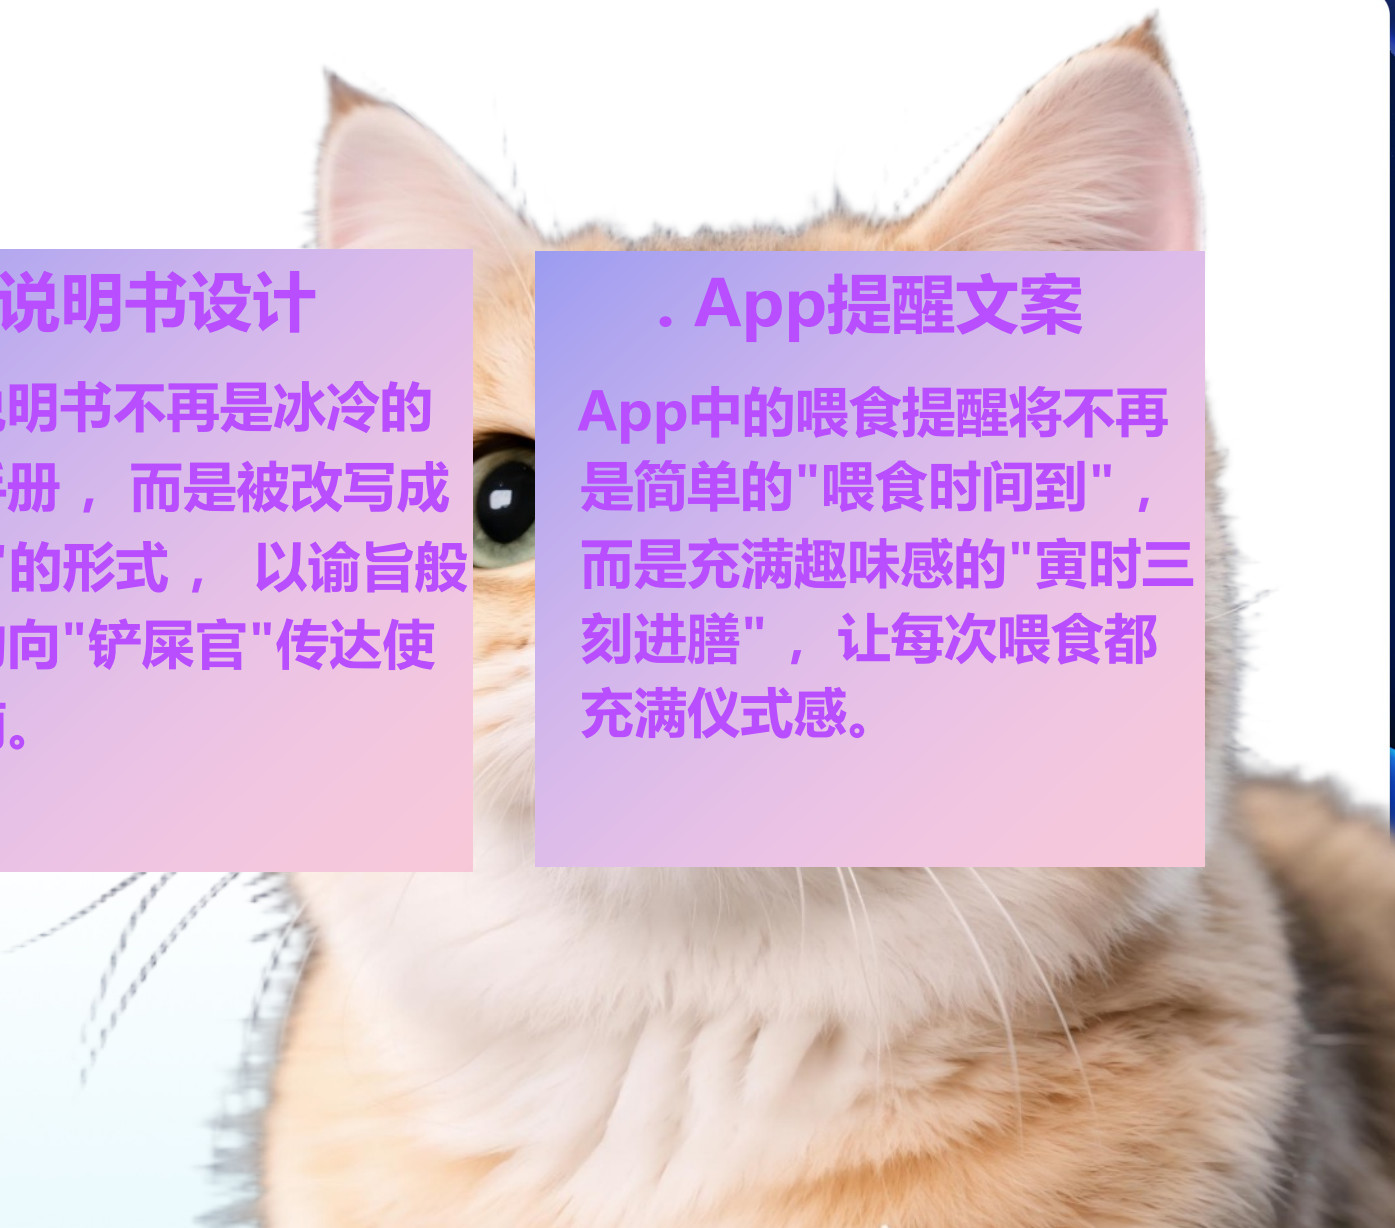 说明书设计
明书不再是冰冷的
册，而是被改写成
"的形式， 以谕旨般
向"铲屎官"传达使
。
. App提醒文案
App中的喂食提醒将不再
是简单的"喂食时间到"，
而是充满趣味感的"寅时三
刻进膳"，让每次喂食都
充满仪式感。